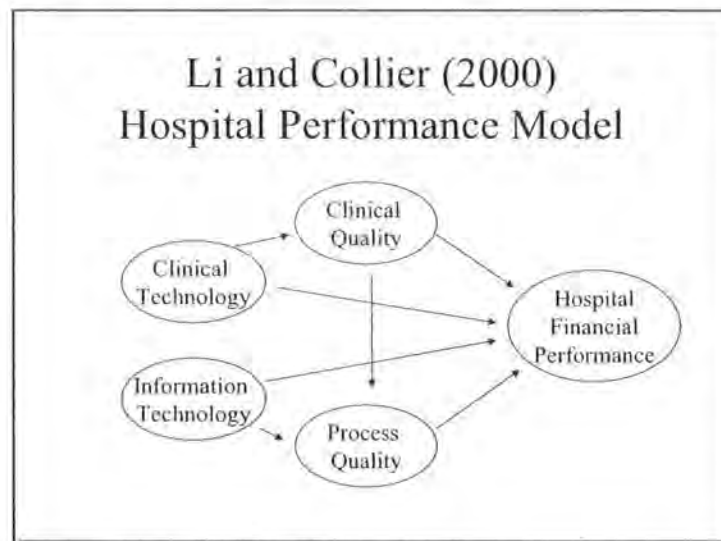 Li and Collier (2000)
Hospital Performance Model
Clinical
Quality
Clinical
Technology
Hospital
Financial
Performance
Information
Technology
Process
Quality